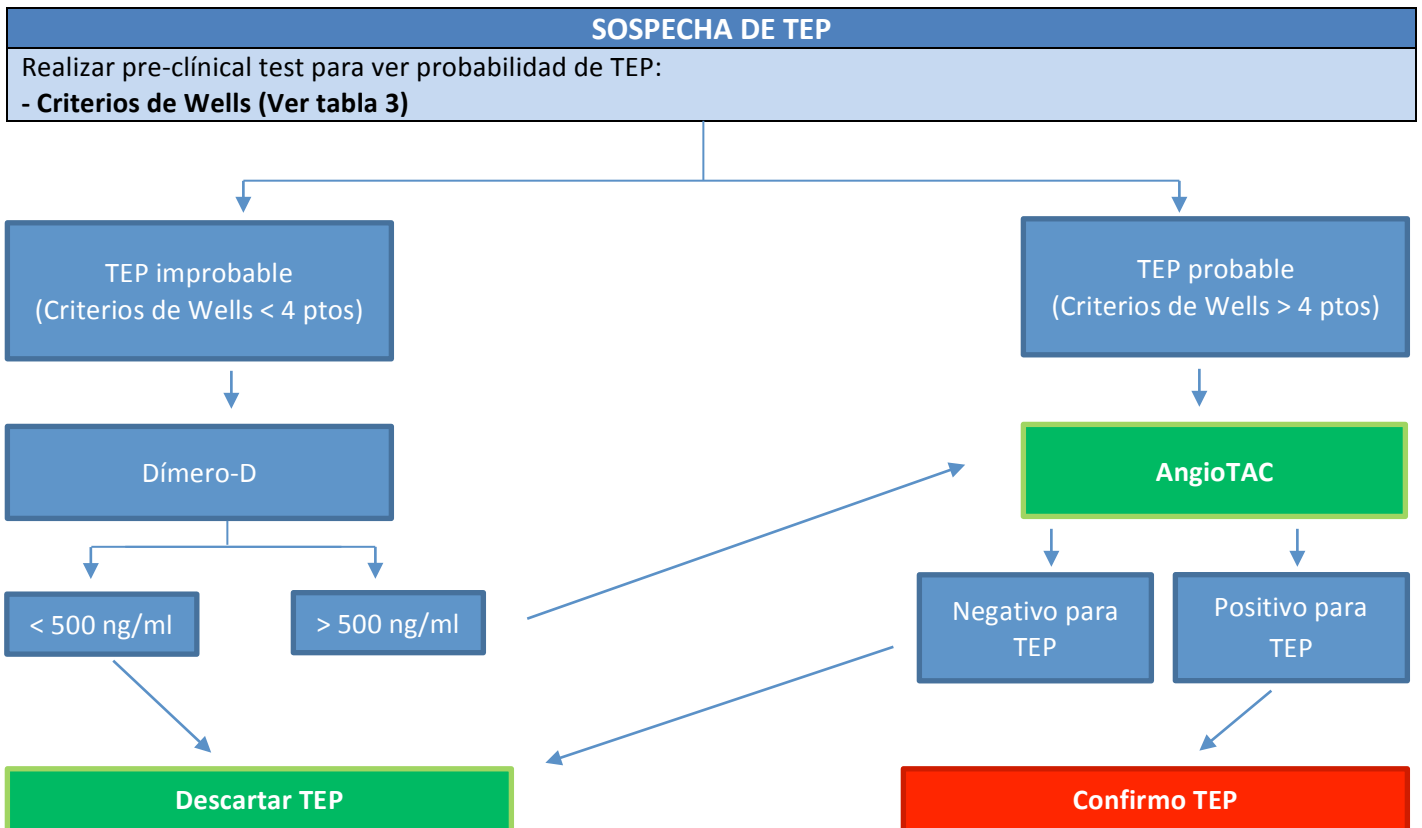 SOSPECHA DE TEP
Realizar pre-clínical test para ver probabilidad de TEP:
- Criterios de Wells (Ver tabla 3)
TEP improbable
(Criterios de Wells < 4 ptos)
TEP probable
(Criterios de Wells > 4 ptos)
Dímero-D
AngioTAC
< 500 ng/ml
> 500 ng/ml
Negativo para
TEP
Positivo para
TEP
Descartar TEP
Confirmo TEP